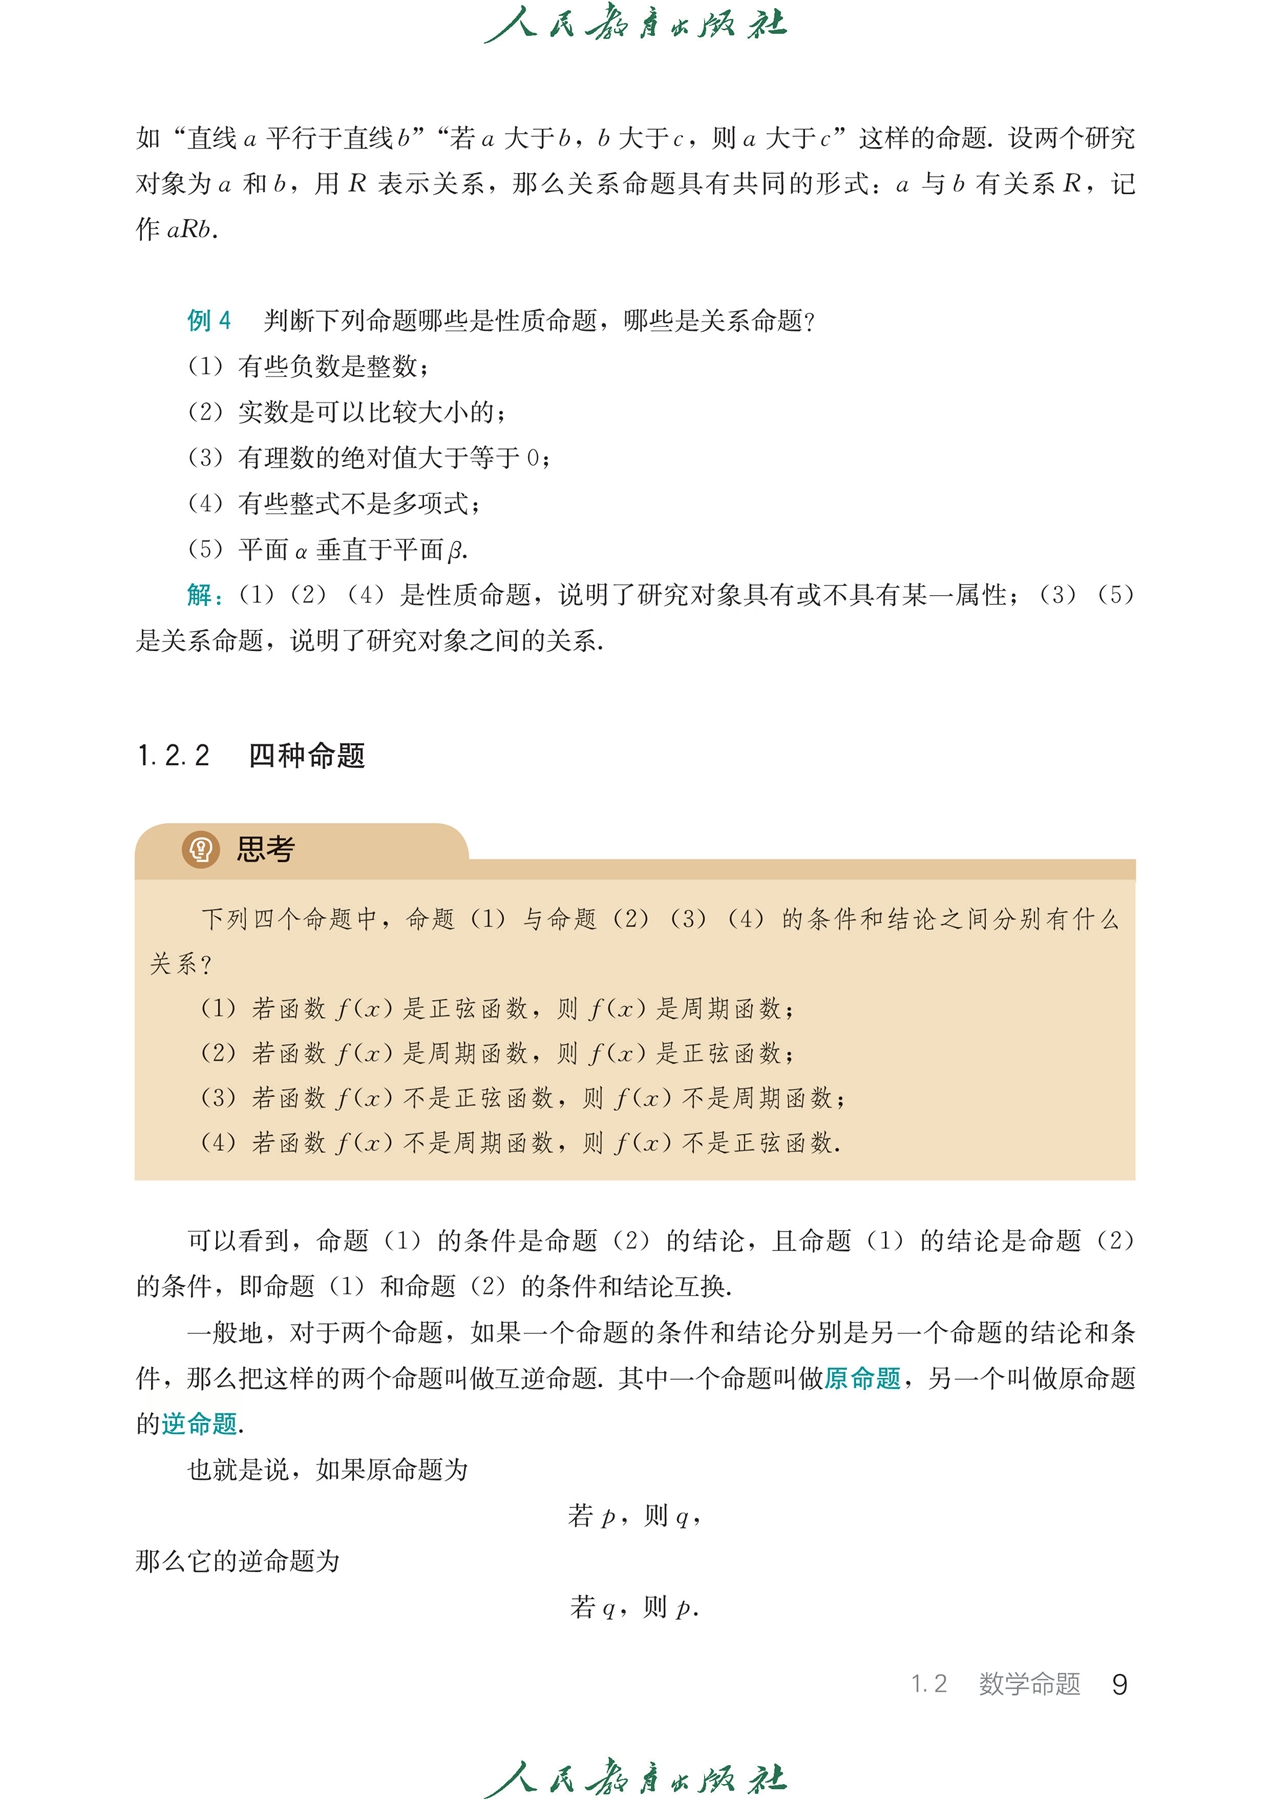 人民教育出版社
如“直线a 平行于直线b”“若a 大于b，b 大于c，则a 大于c”这样的命题. 设两个研究
对象为a 和b，用 R 表示关系，那么关系命题具有共同的形式：a 与b 有关系R，记
作aRb.
例4 判断下列命题哪些是性质命题，哪些是关系命题？
（1）有些负数是整数；
（2）实数是可以比较大小的；
（3）有理数的绝对值大于等于0；
（4）有些整式不是多项式；
（5）平面α 垂直于平面β.
解：（1）（2）（4）是性质命题，说明了研究对象具有或不具有某一属性；（3）（5）
是关系命题，说明了研究对象之间的关系.
1.2.2 四种命题
思考
下列四个命题中，命题（1）与命题（2）（3）（4）的条件和结论之间分别有什么
关系？
（1）若函数 f(x)是正弦函数，则 f(x)是周期函数；
（2）若函数 f(x)是周期函数，则 f(x)是正弦函数；
（3）若函数 f(x)不是正弦函数，则 f(x)不是周期函数；
（4）若函数 f(x)不是周期函数，则 f(x)不是正弦函数.
可以看到，命题（1）的条件是命题（2）的结论，且命题（1）的结论是命题（2）
的条件，即命题（1）和命题（2）的条件和结论互换.
一般地，对于两个命题，如果一个命题的条件和结论分别是另一个命题的结论和条
件，那么把这样的两个命题叫做互逆命题. 其中一个命题叫做原命题，另一个叫做原命题
的逆命题.
也就是说，如果原命题为
若 p，则 q，
那么它的逆命题为
若 q，则 p.
1.2 数学命题 9
人民教育出版社